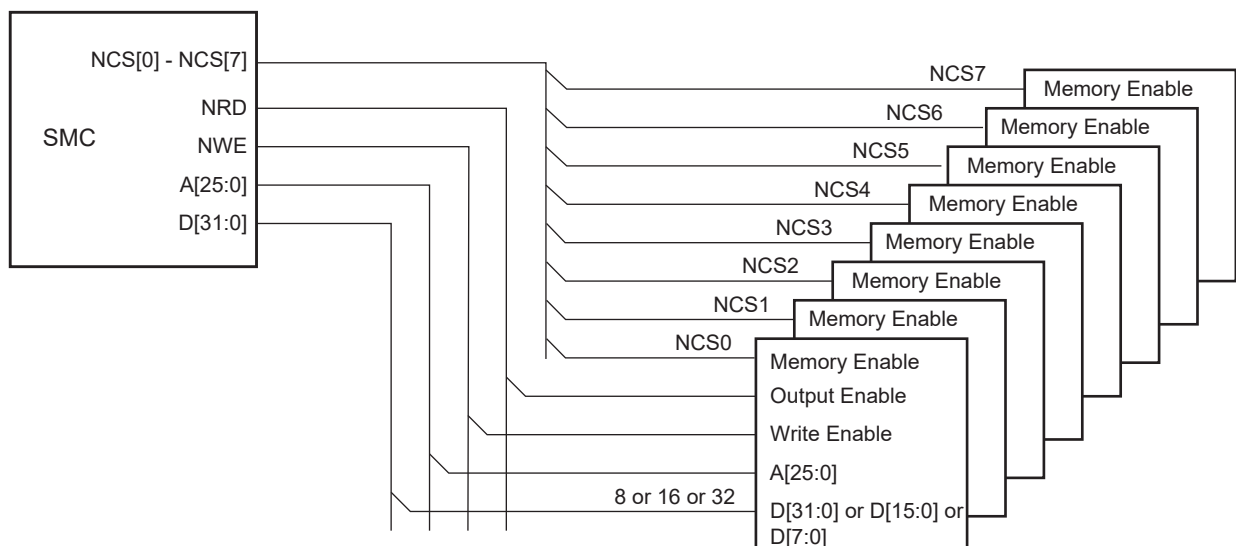 NCS[0] - NCS[7]
NRD
SMC
NWE
A[25:0]
D[31:0]
NCS7
Memory Enable
NCS6
Memory Enable
NCS5
Memory Enable
NCS4
Memory Enable
NCS3
Memory Enable
NCS2
Memory Enable
NCS1
Memory Enable
NCS0
Memory Enable
Output Enable
Write Enable
A[25:0]
8 or 16 or 32
D[31:0] or D[15:0] or
D[7:0]